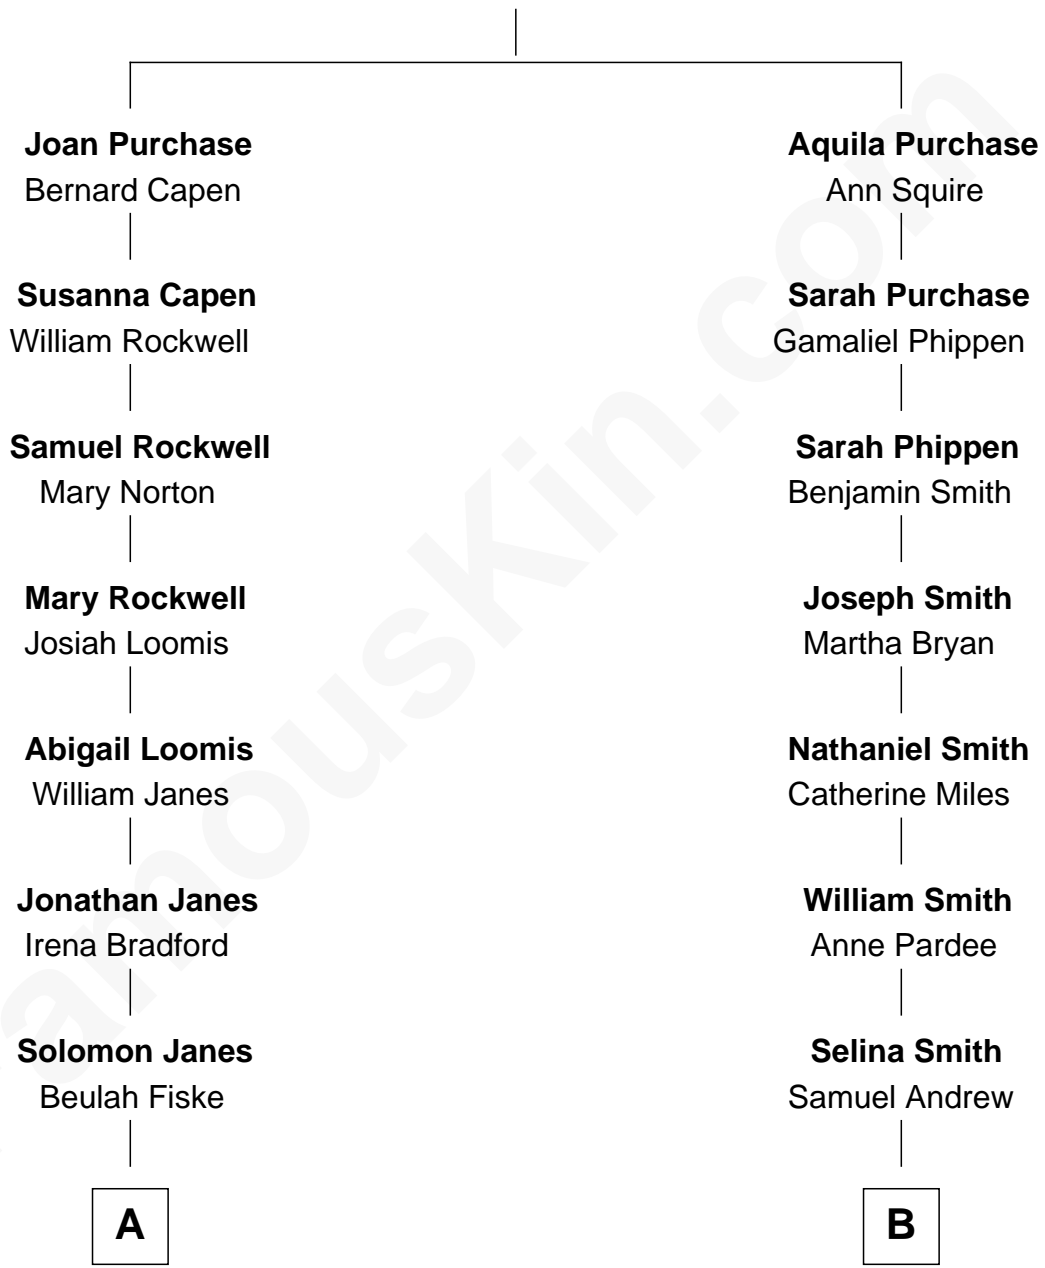 Joan Purchase
Bernard Capen
Susanna Capen
William Rockwell
Samuel Rockwell
Mary Norton
Mary Rockwell
Josiah Loomis
Abigail Loomis
William Janes
Jonathan Janes
Irena Bradford
Solomon Janes
Beulah Fiske
A
Aquila Purchase
Ann Squire
Sarah Purchase
Gamaliel Phippen
Sarah Phippen
Benjamin Smith
Joseph Smith
Martha Bryan
Nathaniel Smith
Catherine Miles
William Smith
Anne Pardee
Selina Smith
Samuel Andrew
B
amousKin.com